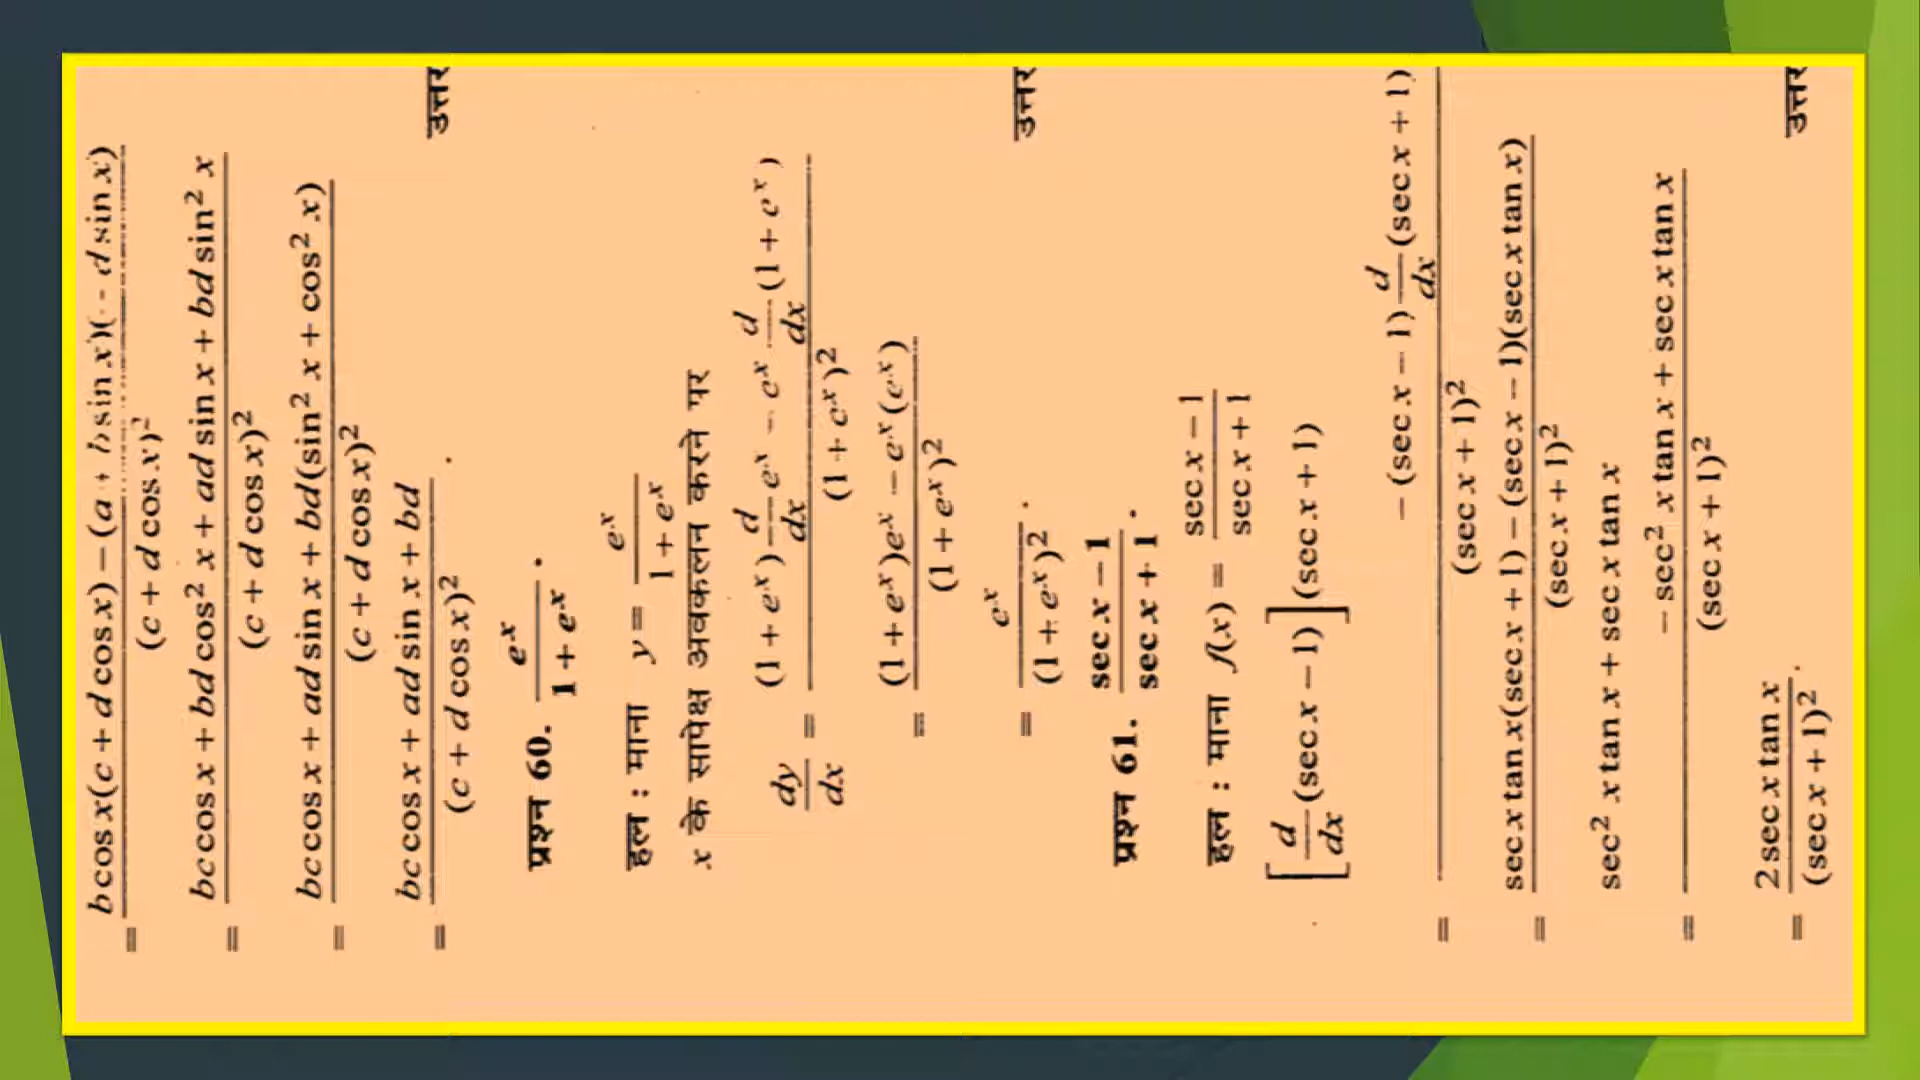 = b cos x(c + d cos x) − (a + b sin x)(− d sin x) / (c + d cos x)²
= bc cos x + bd cos² x + ad sin x + bd sin² x / (c + d cos x)²
= bc cos x + ad sin x + bd(sin² x + cos² x) / (c + d cos x)²
= bc cos x + ad sin x + bd / (c + d cos x)² . उत्तर
प्रश्न 60. eˣ / 1 + eˣ .
हल : माना y = eˣ / 1 + eˣ
x के सापेक्ष अवकलन करने पर
dy/dx = (1 + eˣ) d/dx eˣ − eˣ d/dx (1 + eˣ) / (1 + eˣ)²
= (1 + eˣ)eˣ − eˣ(eˣ) / (1 + eˣ)²
= eˣ / (1 + eˣ)² . उत्तर
प्रश्न 61. sec x − 1 / sec x + 1 .
हल : माना f(x) = sec x − 1 / sec x + 1
[d/dx (sec x − 1)] (sec x + 1)
− (sec x − 1) d/dx (sec x + 1)
= / (sec x + 1)²
= sec x tan x(sec x + 1) − (sec x − 1)(sec x tan x) / (sec x + 1)²
sec² x tan x + sec x tan x
= − sec² x tan x + sec x tan x / (sec x + 1)²
= 2 sec x tan x / (sec x + 1)² . उत्तर